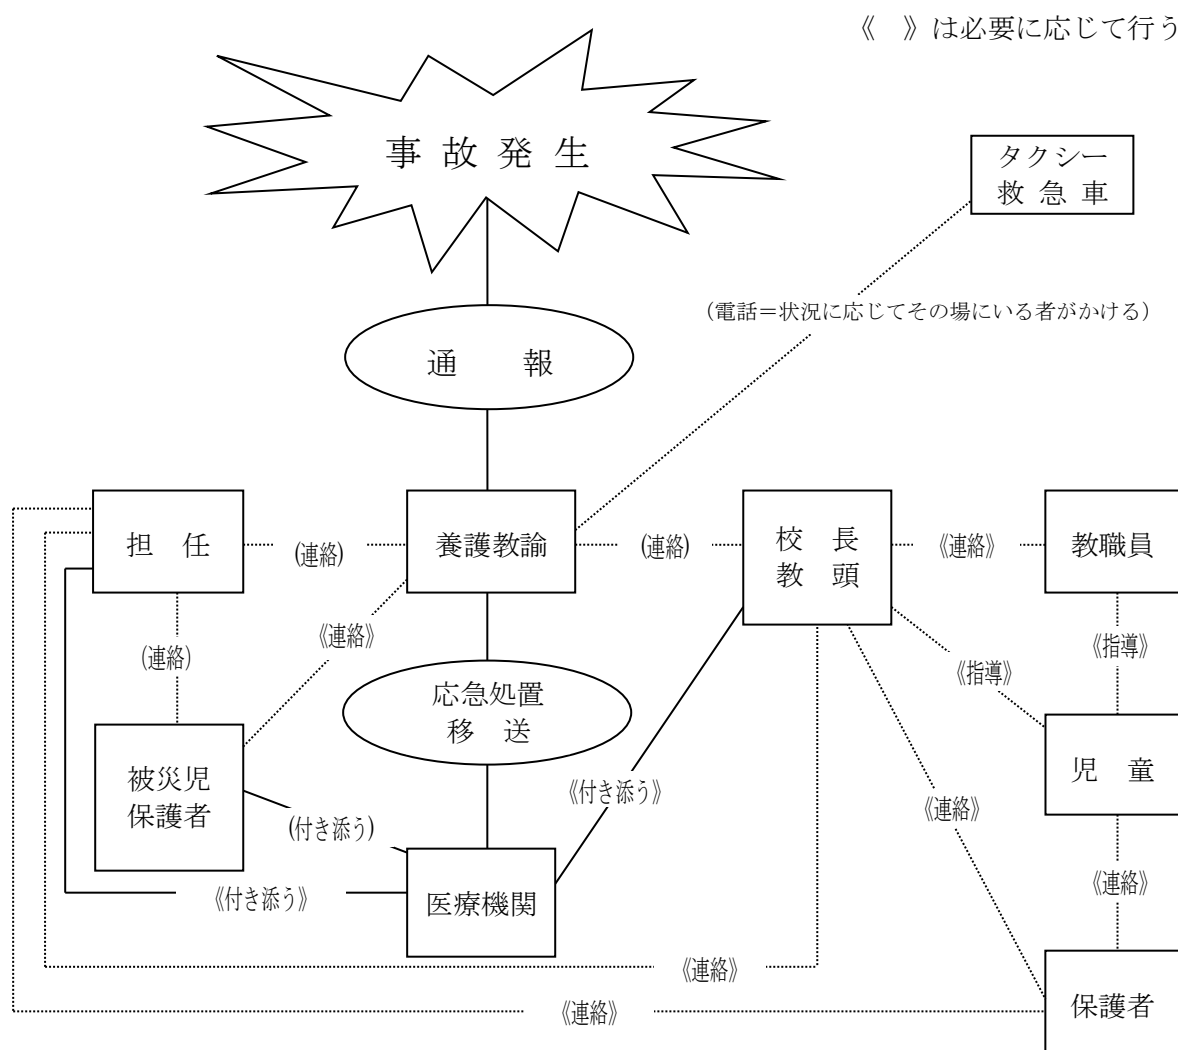 《　》は必要に応じて行う
事 故 発 生
タクシー
救 急 車
（電話＝状況に応じてその場にいる者がかける）
通　　報
担　任
(連絡)
養護教諭
(連絡)
校　長
教　頭
《連絡》
教職員
(連絡)
《連絡》
《指導》
《指導》
応急処置
移　送
被災児
保護者
児　童
《付き添う》
《連絡》
(付き添う)
《連絡》
《付き添う》
医療機関
《連絡》
《連絡》
保護者